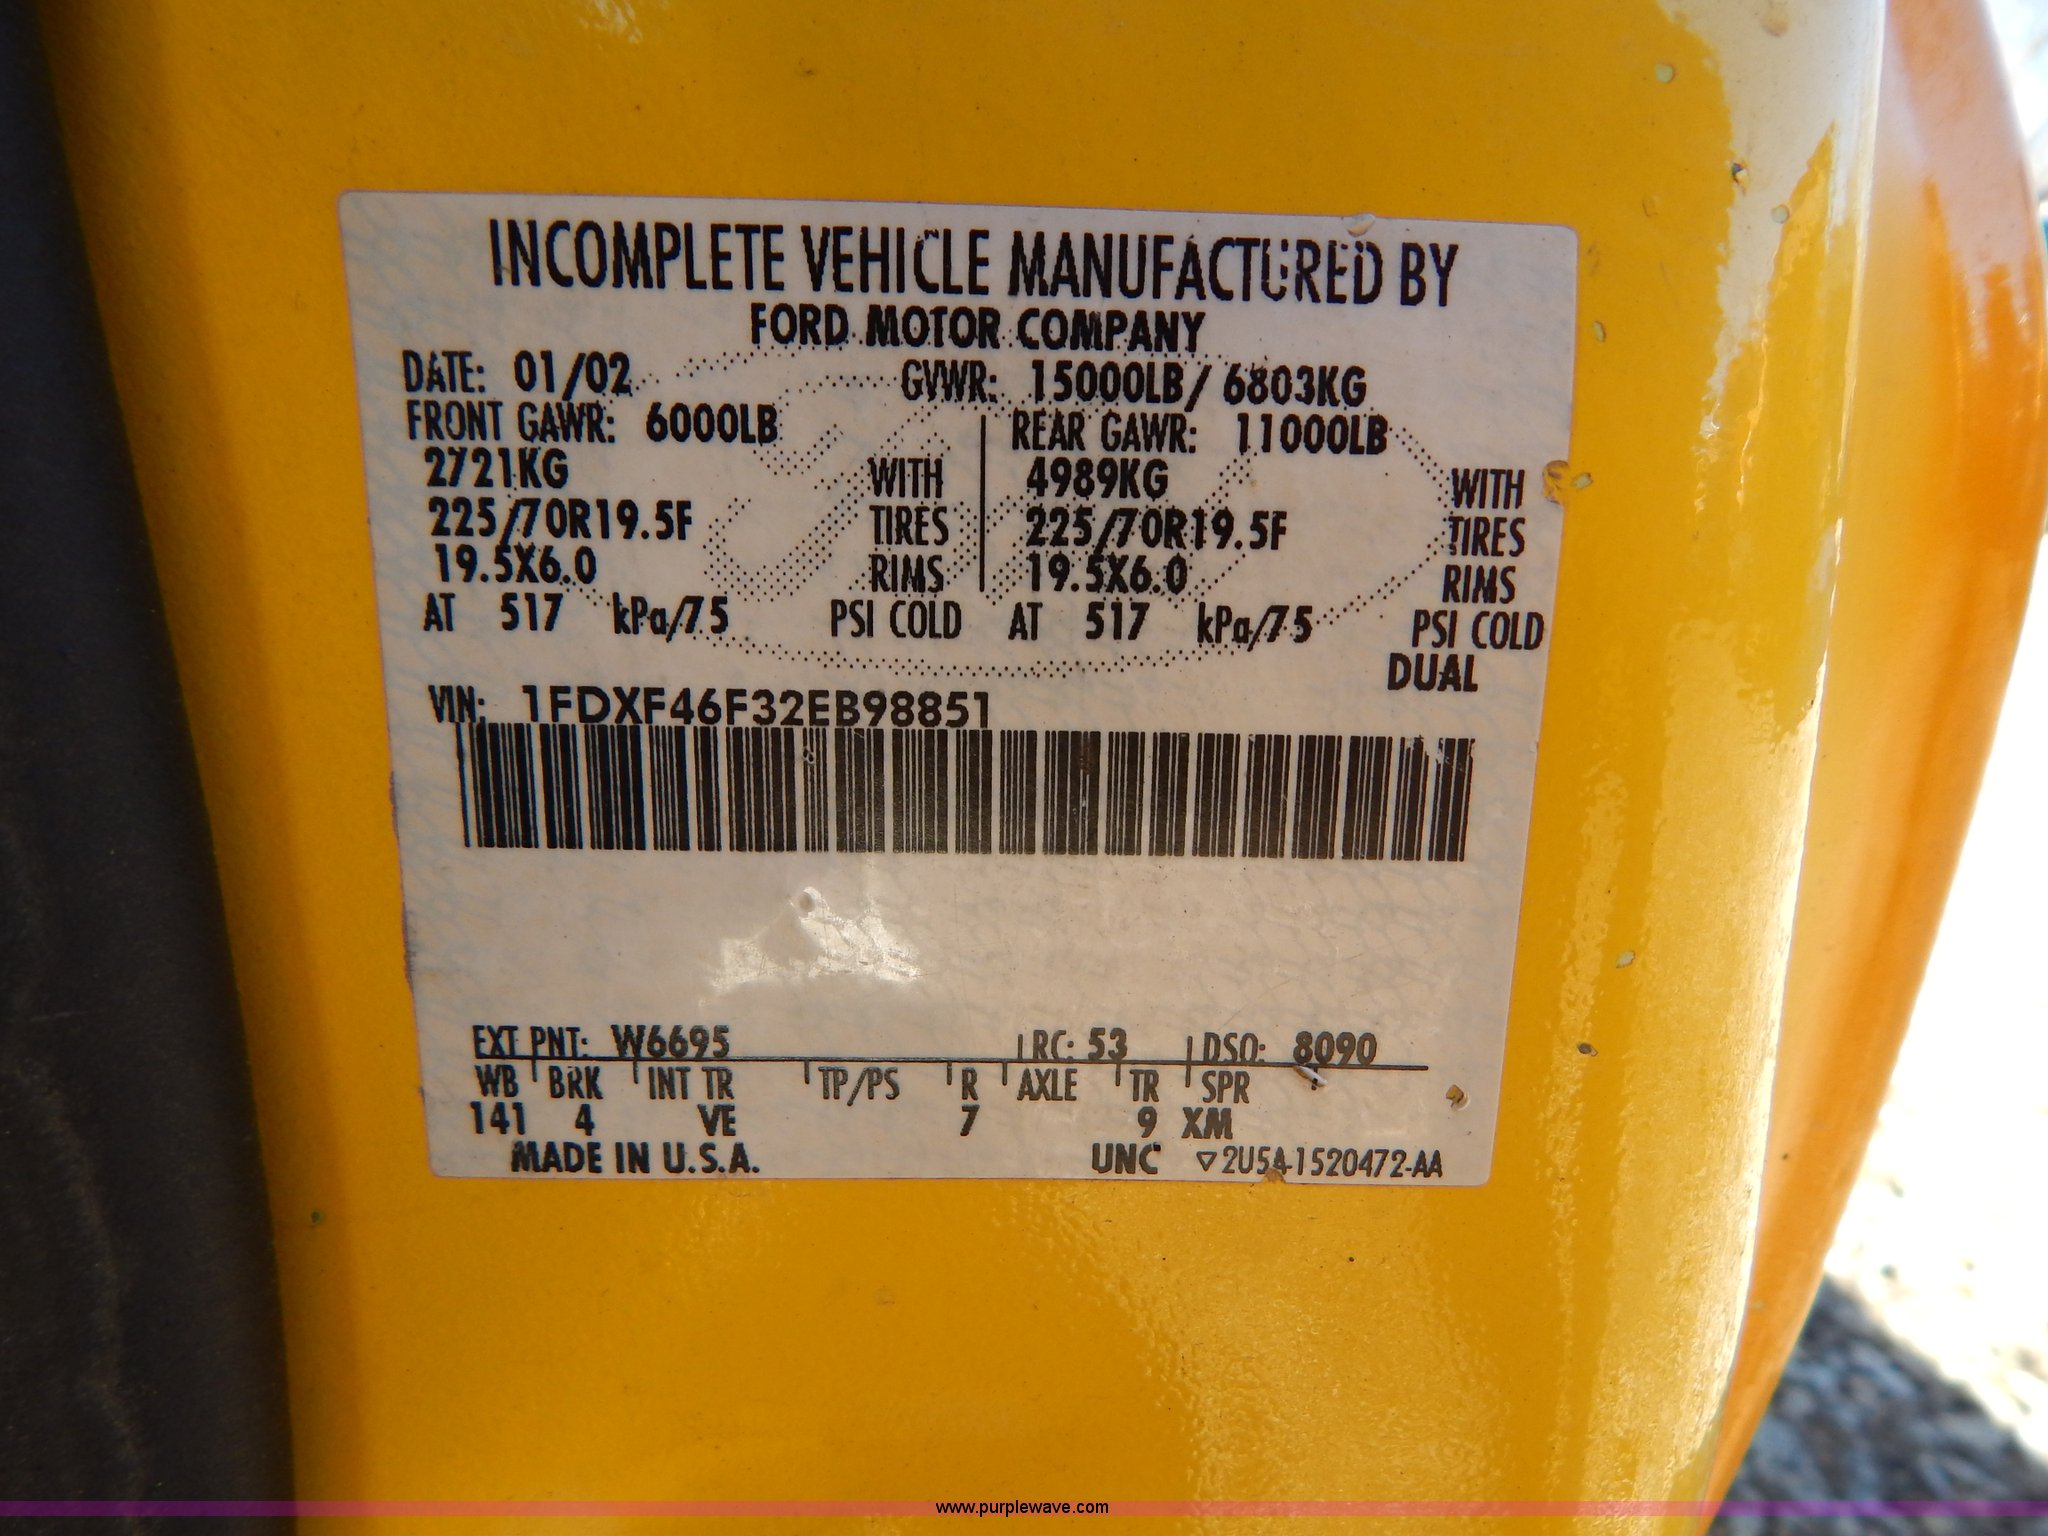 INCOMPLETE VEHICLE MANUFACTURED BY
FORD MOTOR COMPANY
DATE: 01/02 GVWR: 15000LB/ 6803KG
FRONT GAWR: 6000LB REAR GAWR: 11000LB
2721KG WITH 4989KG WITH
225/70R19.5F TIRES 225/70R19.5F TIRES
19.5X6.0 RIMS 19.5X6.0 RIMS
AT 517 kPa/75 PSI COLD AT 517 kPa/75 PSI COLD
DUAL
VIN: 1FDXF46F32EB98851
EXT PNT: W6695 RC: 53 DSO: 8090
WB BRK INT TR TP/PS R AXLE TR SPR
141 4 VE 7 9 XM
MADE IN U.S.A. UNC ▽2U5A-1520472-AA
www.purplewave.com